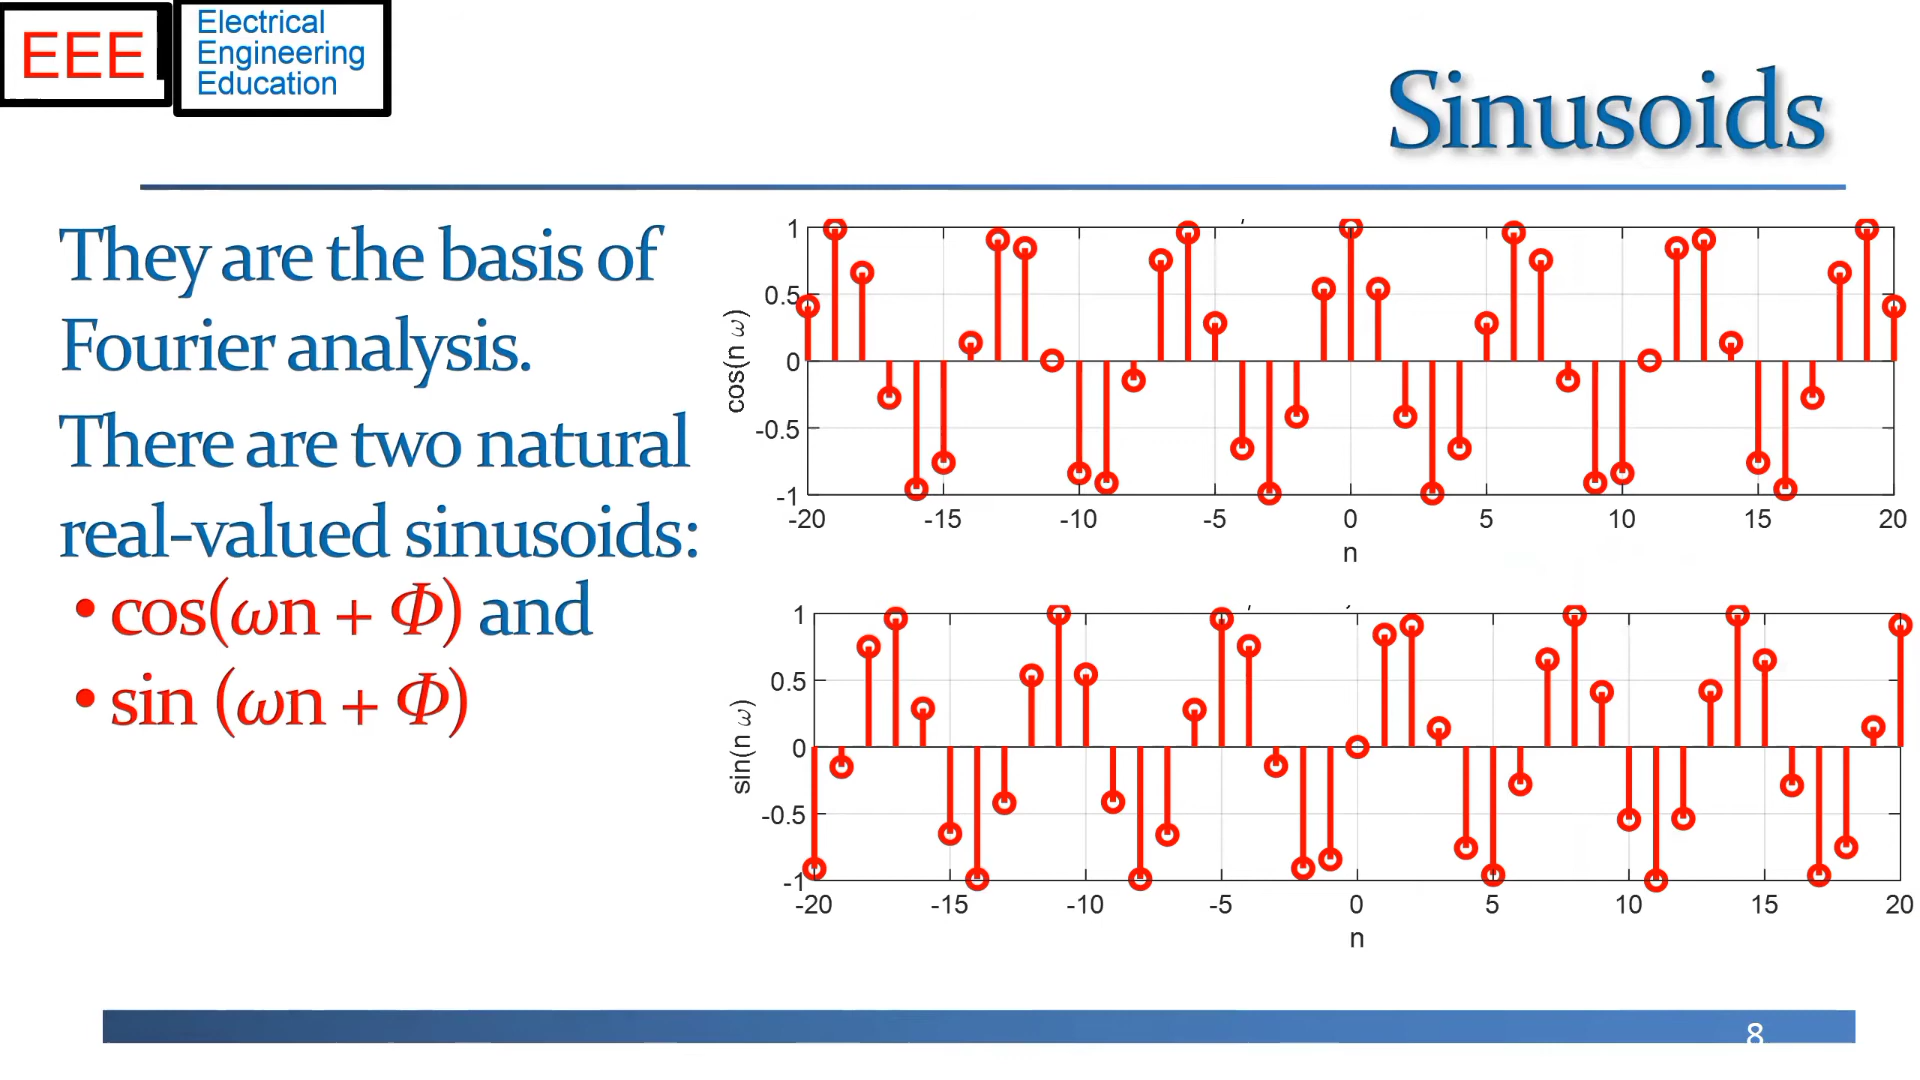 EEE
Electrical
Engineering
Education
Sinusoids
They are the basis of
Fourier analysis.
There are two natural
real-valued sinusoids:
• cos(ωn + Φ) and
• sin (ωn + Φ)
1
0.5
0
-0.5
-1
cos(n ω)
-20 -15 -10 -5 0 5 10 15 20
n
1
0.5
0
-0.5
-1
sin(n ω)
-20 -15 -10 -5 0 5 10 15 20
n
8